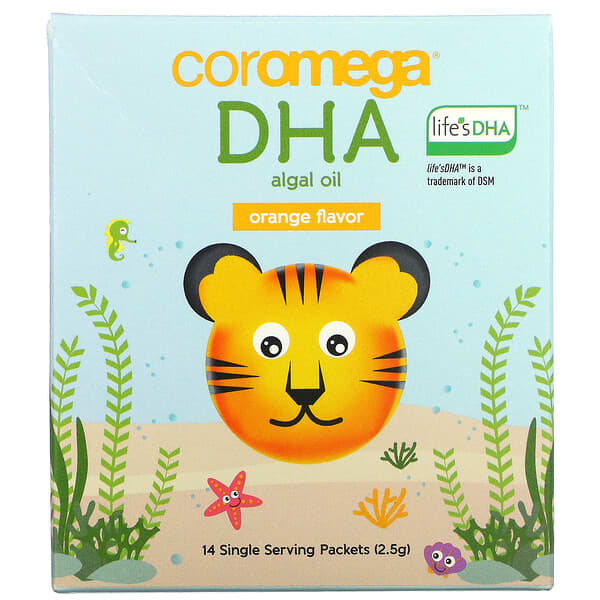 coromega®
DHA
algal oil
orange flavor
life'sDHA™
life'sDHA™ is a
trademark of DSM
14 Single Serving Packets (2.5g)